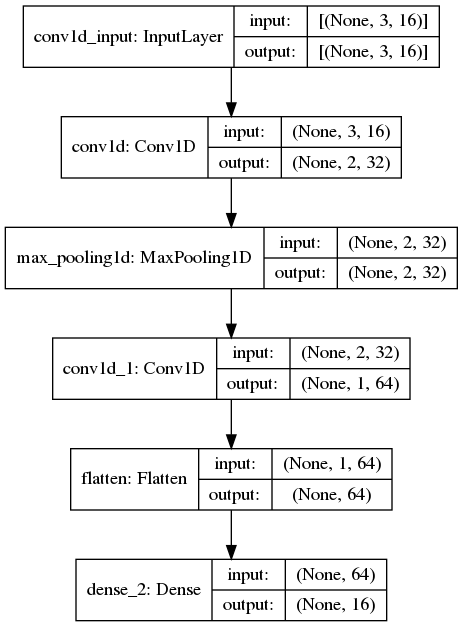 conv1d_input: InputLayer
input: [(None, 3, 16)]
output: [(None, 3, 16)]
conv1d: Conv1D
input: (None, 3, 16)
output: (None, 2, 32)
max_pooling1d: MaxPooling1D
input: (None, 2, 32)
output: (None, 2, 32)
conv1d_1: Conv1D
input: (None, 2, 32)
output: (None, 1, 64)
flatten: Flatten
input: (None, 1, 64)
output: (None, 64)
dense_2: Dense
input: (None, 64)
output: (None, 16)